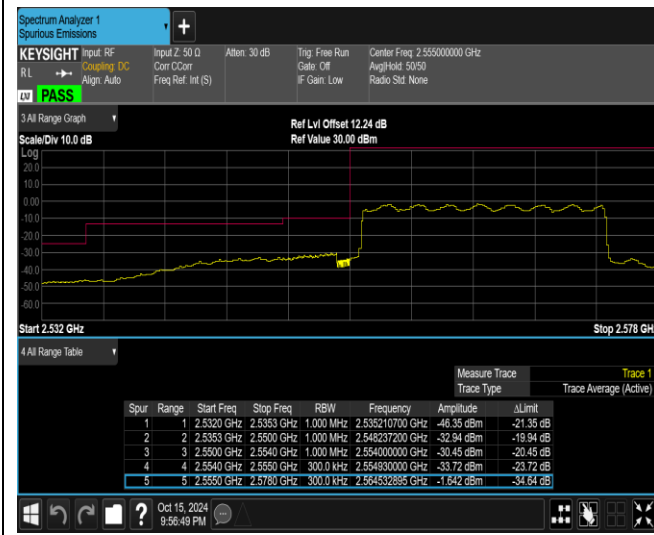 Spectrum Analyzer 1
Spurious Emissions
+
KEYSIGHT Input: RF Input Z: 50 Ω Atten: 30 dB Trig: Free Run Center Freq: 2.555000000 GHz
R L Coupling: DC Corr CCorr Gate: Off Avg|Hold: 50/50
Align: Auto Freq Ref: Int (S) IF Gain: Low Radio Std: None
LXI PASS
3 All Range Graph
Ref Lvl Offset 12.24 dB
Scale/Div 10.0 dB Ref Value 30.00 dBm
Log
20.0
10.0
0.00
-10.0
-20.0
-30.0
-40.0
-50.0
-60.0
Start 2.532 GHz Stop 2.578 GH
4 All Range Table
Measure Trace Trace 1
Trace Type Trace Average (Active)
Spur Range Start Freq Stop Freq RBW Frequency Amplitude ΔLimit
1 1 2.5320 GHz 2.5353 GHz 1.000 MHz 2.535210700 GHz -46.35 dBm -21.35 dB
2 2 2.5353 GHz 2.5500 GHz 1.000 MHz 2.548237200 GHz -32.94 dBm -19.94 dB
3 3 2.5500 GHz 2.5540 GHz 1.000 MHz 2.554000000 GHz -30.45 dBm -20.45 dB
4 4 2.5540 GHz 2.5550 GHz 300.0 kHz 2.554930000 GHz -33.72 dBm -23.72 dB
5 5 2.5550 GHz 2.5780 GHz 300.0 kHz 2.564532895 GHz -1.642 dBm -34.64 dB
? Oct 15, 2024
9:56:49 PM